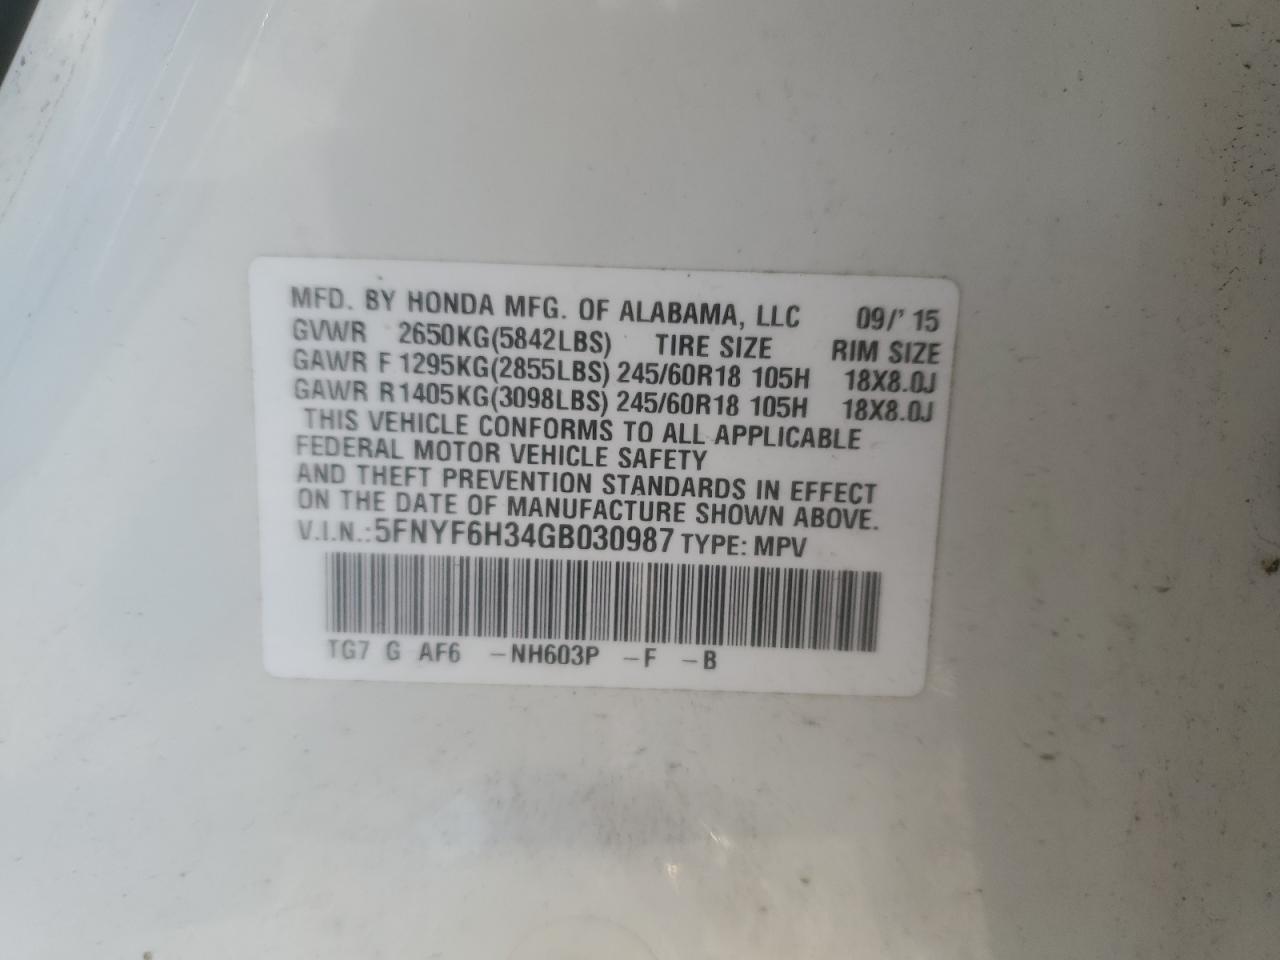 MFD. BY HONDA MFG. OF ALABAMA, LLC 09/' 15
GVWR 2650KG(5842LBS) TIRE SIZE RIM SIZE
GAWR F 1295KG(2855LBS) 245/60R18 105H 18X8.0J
GAWR R1405KG(3098LBS) 245/60R18 105H 18X8.0J
THIS VEHICLE CONFORMS TO ALL APPLICABLE
FEDERAL MOTOR VEHICLE SAFETY
AND THEFT PREVENTION STANDARDS IN EFFECT
ON THE DATE OF MANUFACTURE SHOWN ABOVE.
V.I.N.:5FNYF6H34GB030987 TYPE: MPV
TG7 G AF6 -NH603P -F -B